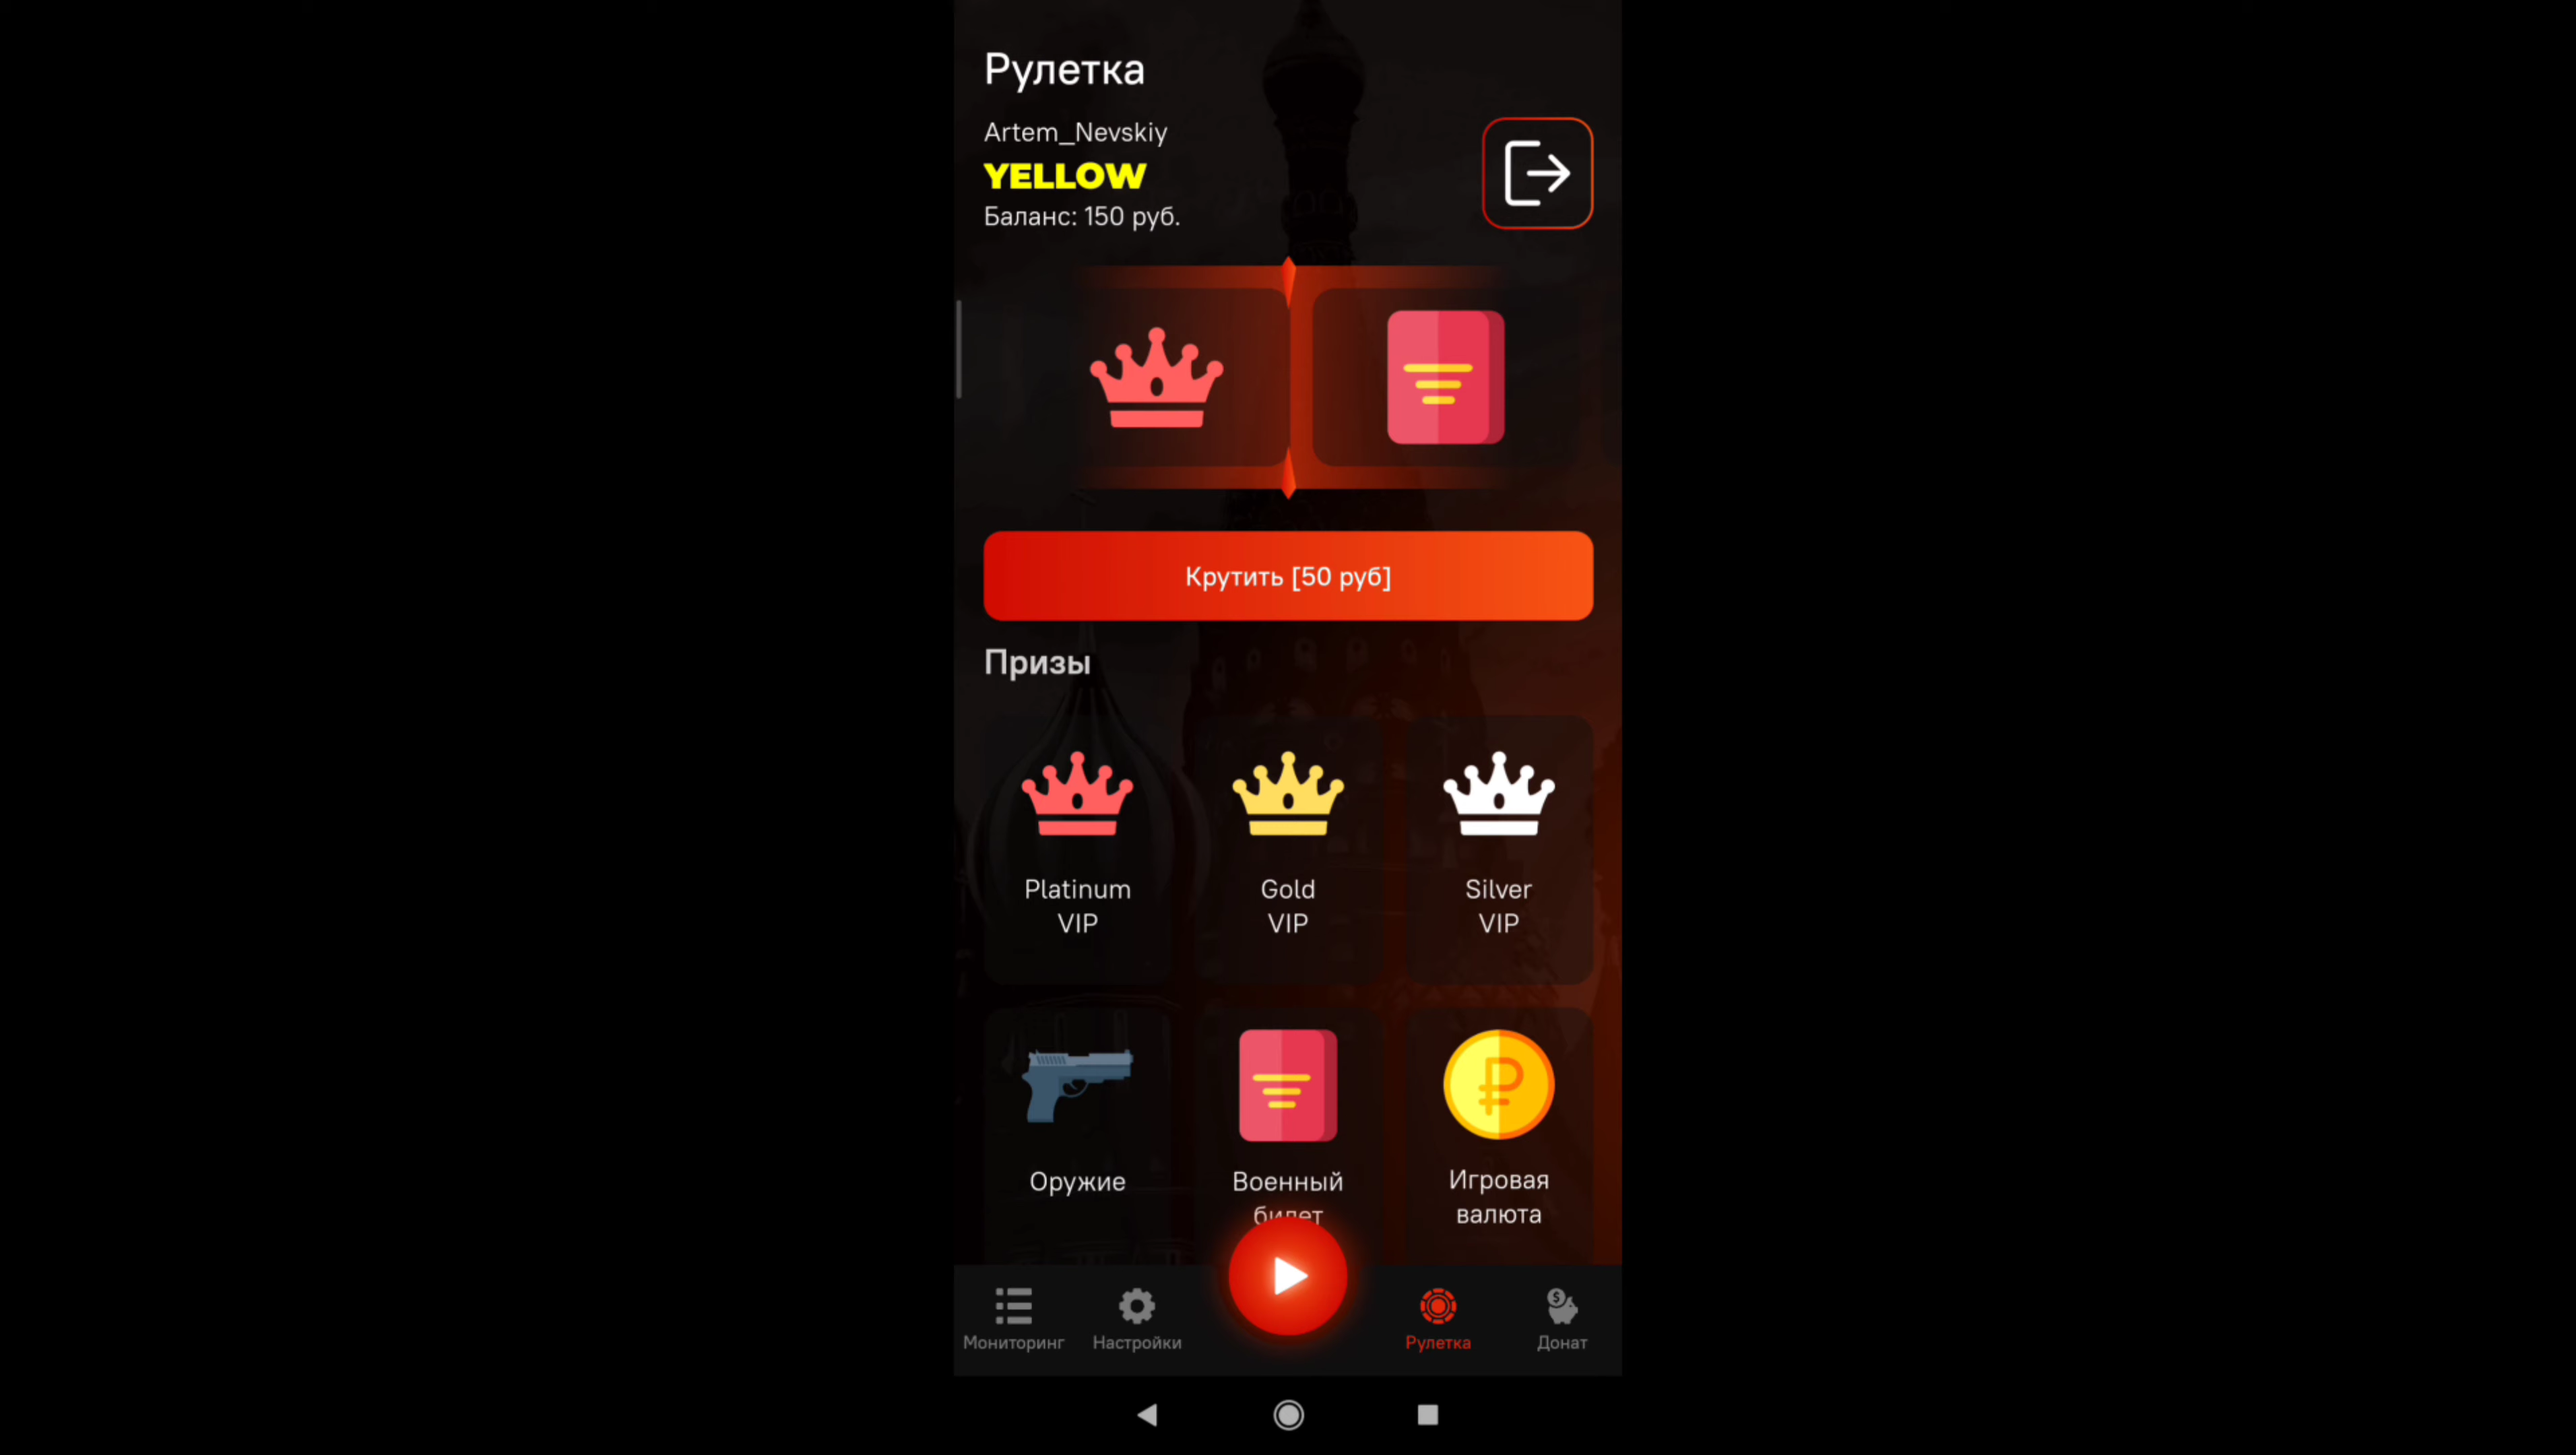 Рулетка
Artem_Nevskiy
YELLOW
Баланс: 150 руб.
Крутить [50 руб]
Призы
Platinum
VIP
Gold
VIP
Silver
VIP
Оружие
Военный
билет
Игровая
валюта
Мониторинг
Настройки
Рулетка
Донат